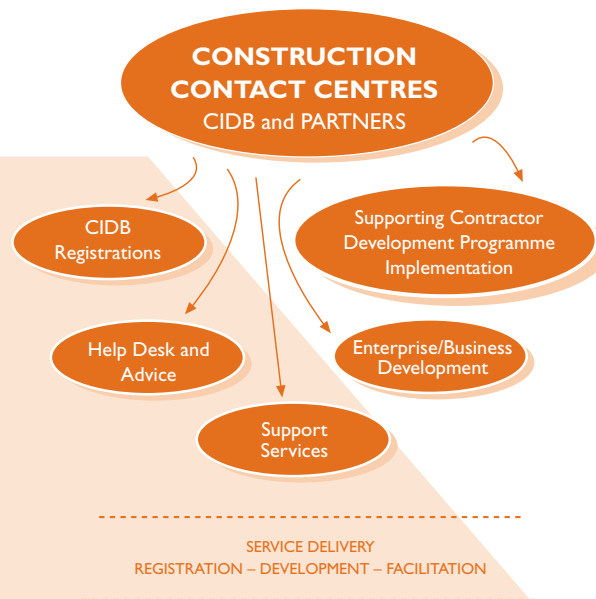 CONSTRUCTION
CONTACT CENTRES
CIDB and PARTNERS
CIDB
Registrations
Supporting Contractor
Development Programme
Implementation
Help Desk and
Advice
Enterprise/Business
Development
Support
Services
SERVICE DELIVERY
REGISTRATION – DEVELOPMENT – FACILITATION